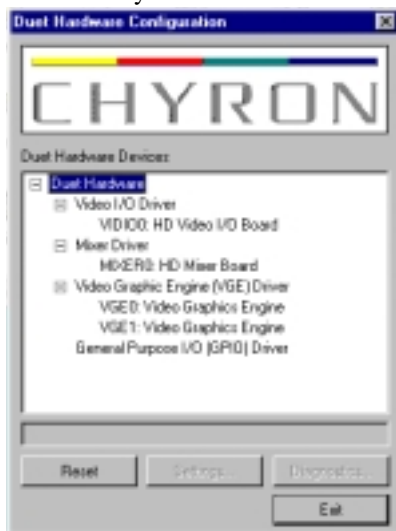 Duet Hardware Configuration
CHYRON
Duet Hardware Devices:
Duet Hardware
Video I/O Driver
VIDIO0: HD Video I/O Board
Mixer Driver
MIXER0: HD Mixer Board
Video Graphic Engine (VGE) Driver
VGE0: Video Graphics Engine
VGE1: Video Graphics Engine
General Purpose I/O (GPIO) Driver
Reset
Settings...
Diagnostics...
Exit